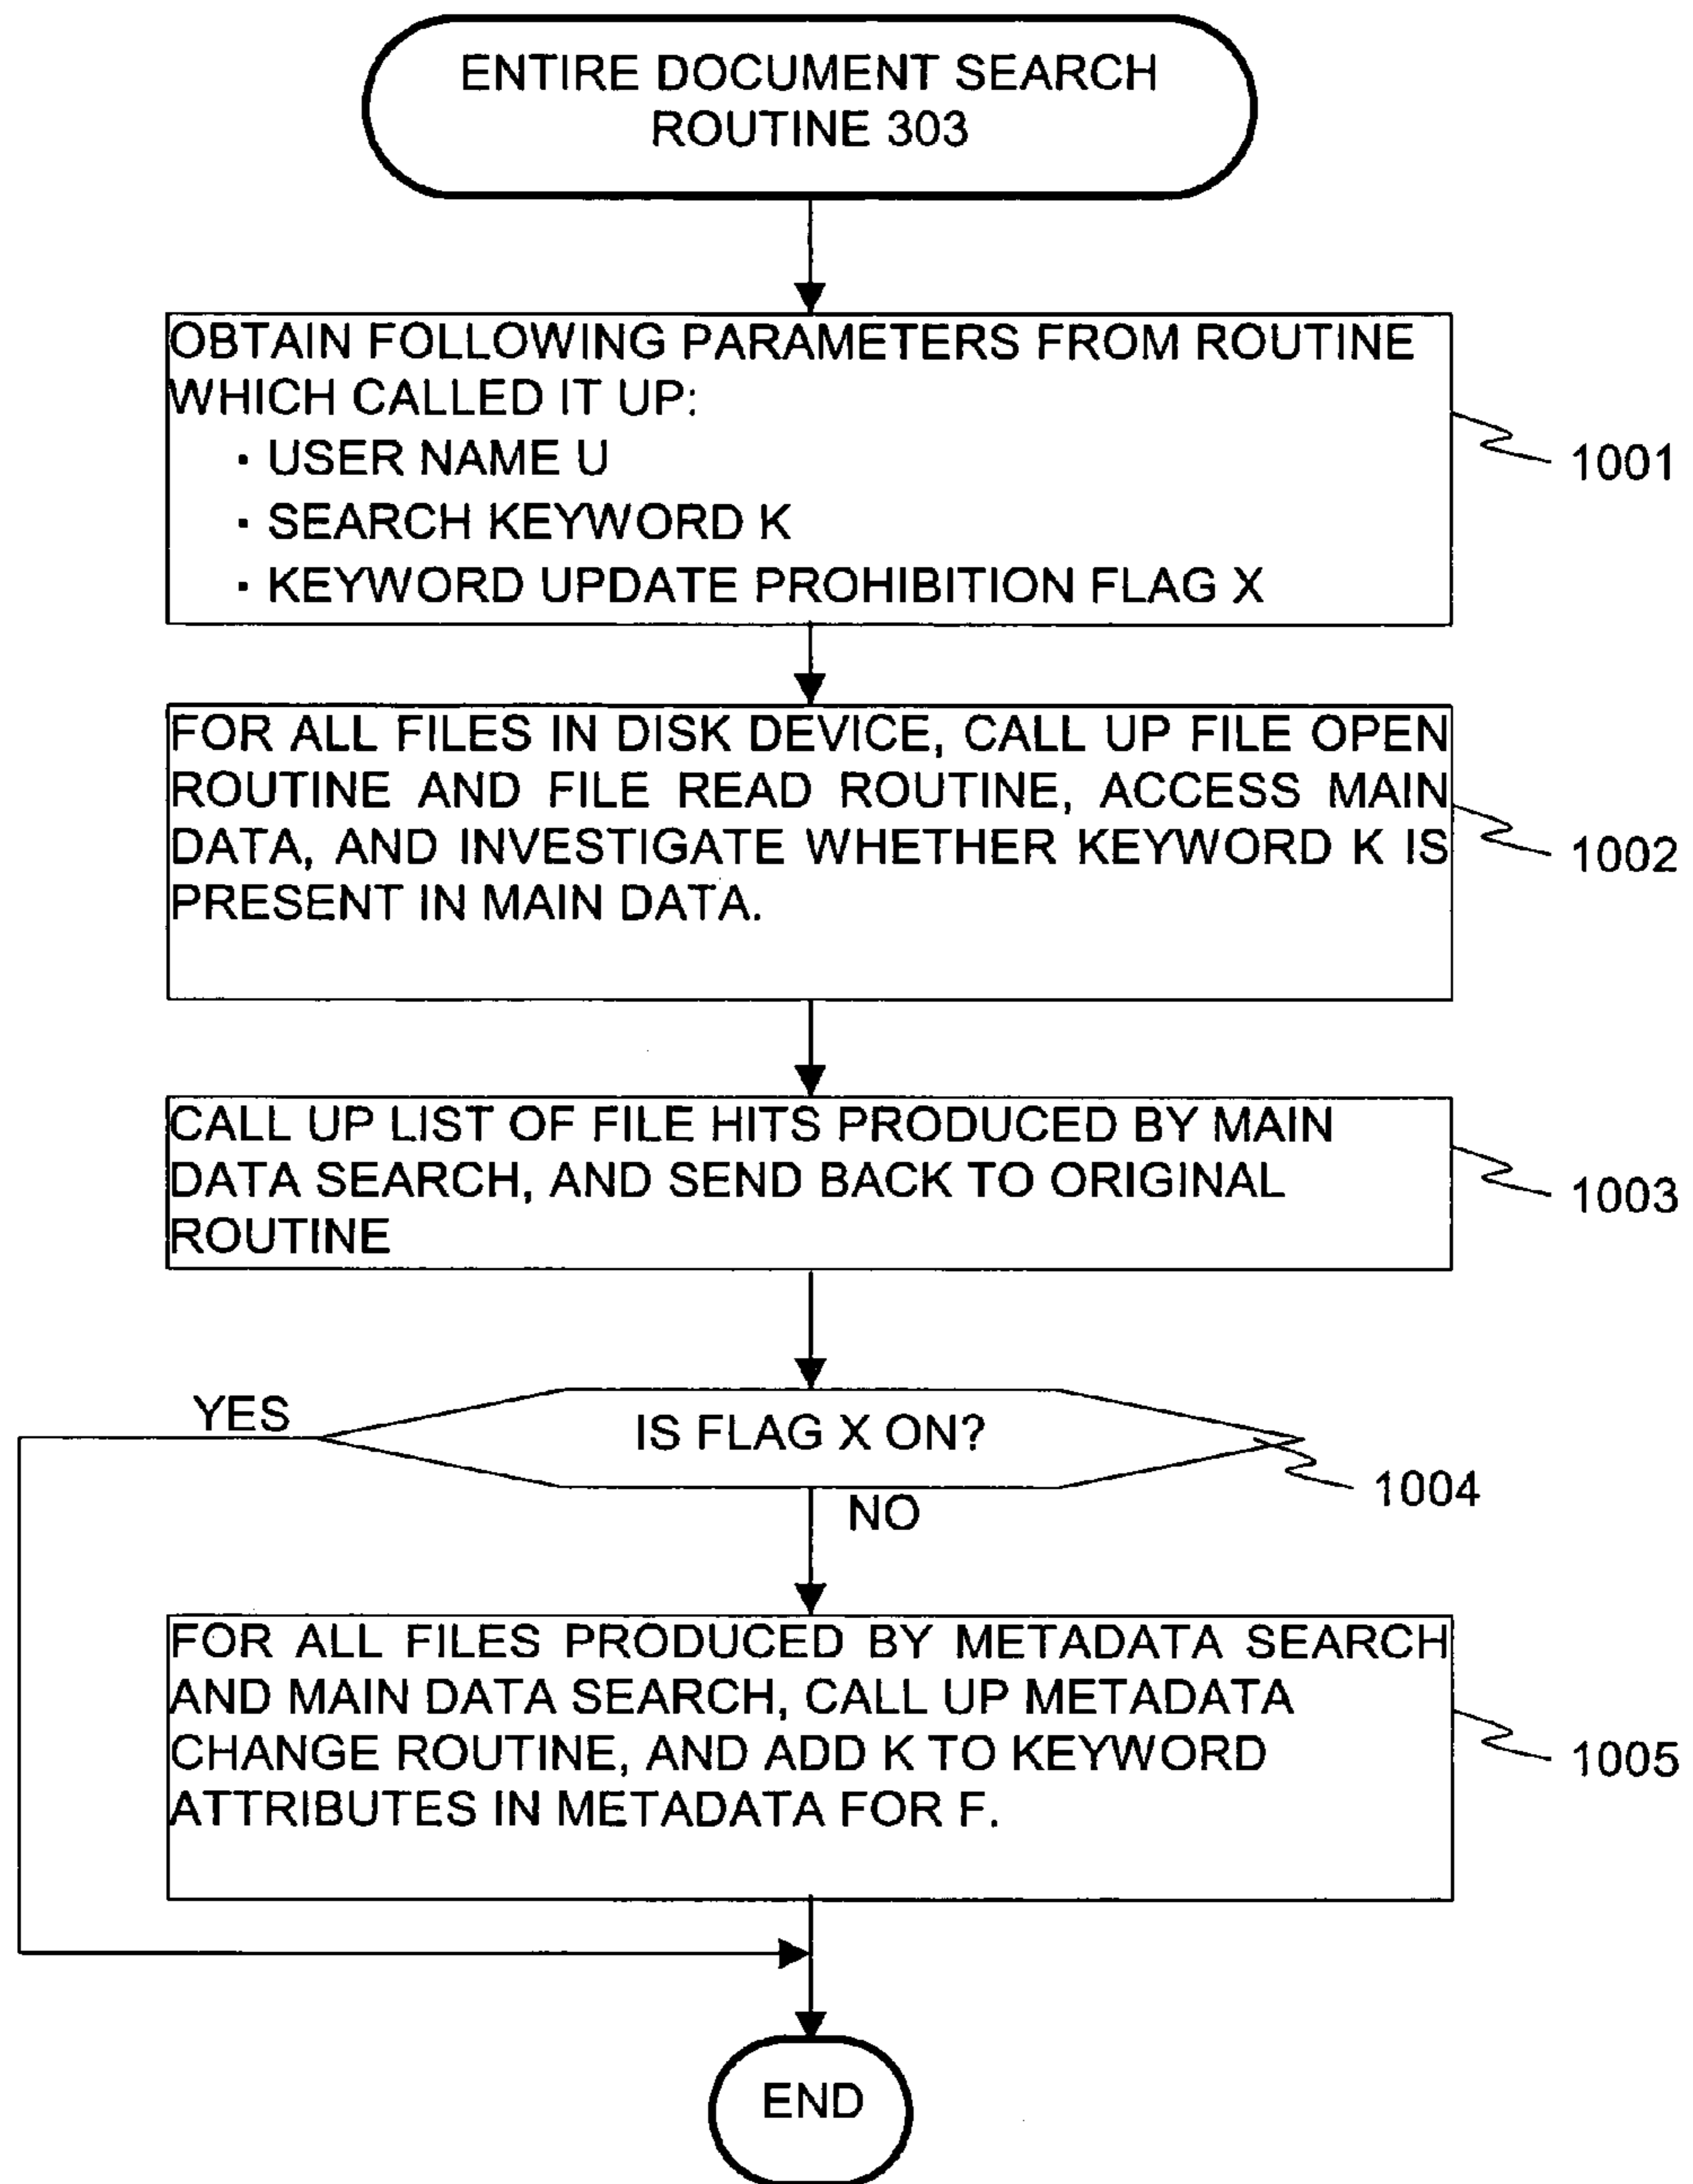 ENTIRE DOCUMENT SEARCH
ROUTINE 303
OBTAIN FOLLOWING PARAMETERS FROM ROUTINE
WHICH CALLED IT UP:
· USER NAME U
· SEARCH KEYWORD K
· KEYWORD UPDATE PROHIBITION FLAG X
1001
FOR ALL FILES IN DISK DEVICE, CALL UP FILE OPEN
ROUTINE AND FILE READ ROUTINE, ACCESS MAIN
DATA, AND INVESTIGATE WHETHER KEYWORD K IS
PRESENT IN MAIN DATA.
1002
CALL UP LIST OF FILE HITS PRODUCED BY MAIN
DATA SEARCH, AND SEND BACK TO ORIGINAL
ROUTINE
1003
YES
IS FLAG X ON?
1004
NO
FOR ALL FILES PRODUCED BY METADATA SEARCH
AND MAIN DATA SEARCH, CALL UP METADATA
CHANGE ROUTINE, AND ADD K TO KEYWORD
ATTRIBUTES IN METADATA FOR F.
1005
END